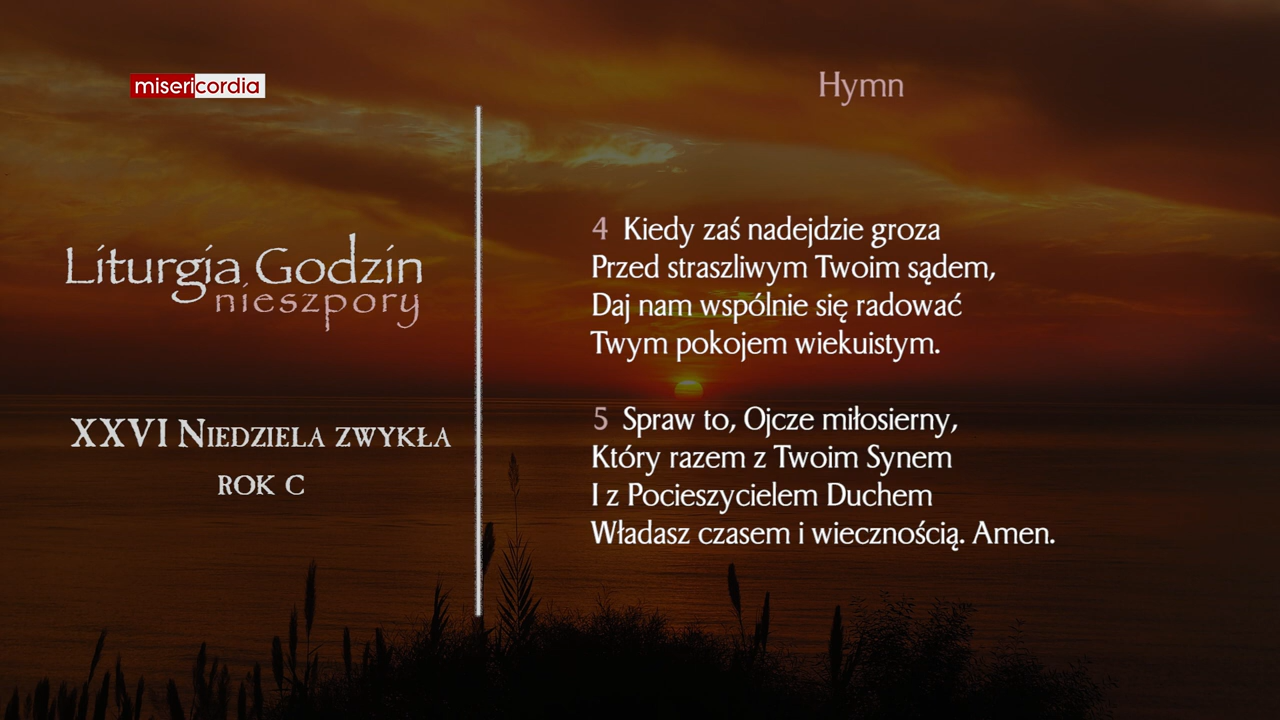 misericordia
Liturgia Godzin
nieszpory
XXVI Niedziela zwykła
rok C
Hymn
4 Kiedy zaś nadejdzie groza
Przed straszliwym Twoim sądem,
Daj nam wspólnie się radować
Twym pokojem wiekuistym.
5 Spraw to, Ojcze miłosierny,
Który razem z Twoim Synem
I z Pocieszycielem Duchem
Władasz czasem i wiecznością. Amen.